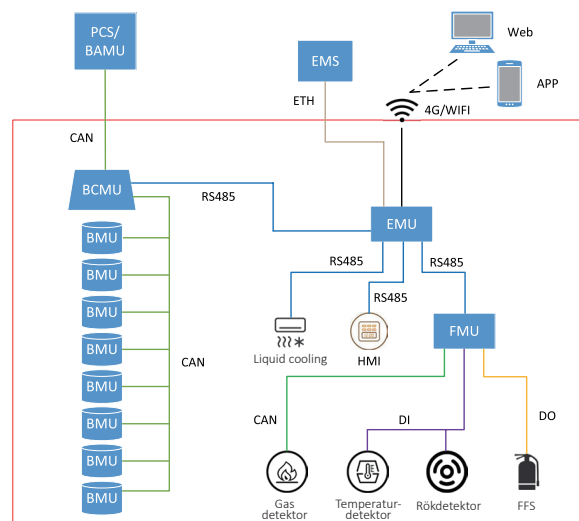 PCS/
BAMU
EMS
Web
APP
ETH
4G/WIFI
CAN
BCMU
RS485
EMU
BMU
BMU
BMU
BMU
BMU
BMU
BMU
BMU
CAN
RS485
RS485
RS485
Liquid cooling
HMI
FMU
CAN
DI
DO
Gas
detektor
Temperatur-
detektor
Rökdetektor
FFS